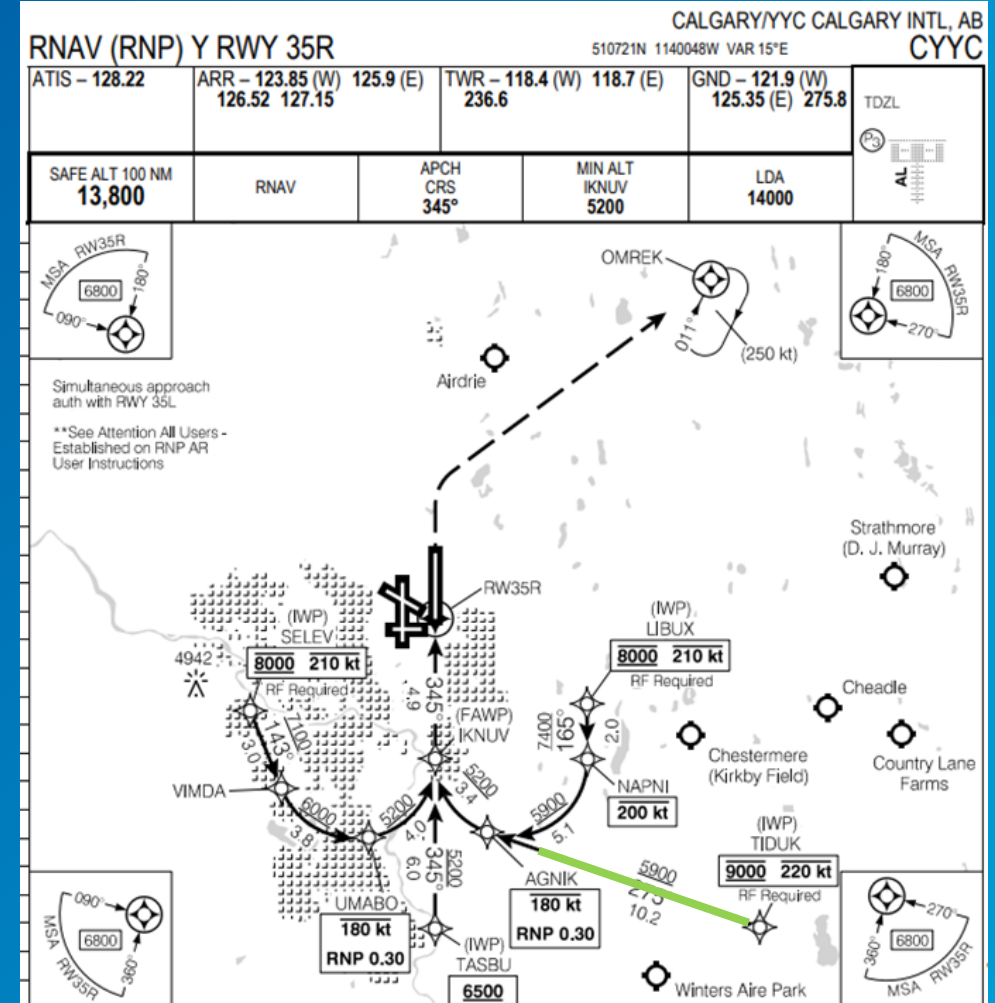 CALGARY/YYC CALGARY INTL, AB
RNAV (RNP) Y RWY 35R
510721N 1140048W VAR 15°E
CYYC
ATIS – 128.22
ARR – 123.85 (W) 125.9 (E)
126.52 127.15
TWR – 118.4 (W) 118.7 (E)
236.6
GND – 121.9 (W)
125.35 (E) 275.8
TDZL
P3
AL
SAFE ALT 100 NM
13,800
RNAV
APCH
CRS
345°
MIN ALT
IKNUV
5200
LDA
14000
MSA RW35R
6800
180°
090°
OMREK
011°
(250 kt)
MSA RW35R
180°
6800
270°
Airdrie
Simultaneous approach
auth with RWY 35L
**See Attention All Users -
Established on RNP AR
User Instructions
Strathmore
(D. J. Murray)
RW35R
(IWP)
SELEV
8000 210 kt
RF Required
4942
(IWP)
LIBUX
8000 210 kt
RF Required
345°
4.9
(FAWP)
IKNUV
7100
143°
3.0
7400
165°
2.0
Cheadle
Chestermere
(Kirkby Field)
Country Lane
Farms
VIMDA
NAPNI
200 kt
6000
3.8
5200
4.0
5200
3.4
5900
5.1
5200
345°
6.0
(IWP)
TIDUK
9000 220 kt
RF Required
5900
10.2
AGNIK
180 kt
RNP 0.30
UMABO
180 kt
RNP 0.30
(IWP)
TASBU
6500
Winters Aire Park
090°
6800
360°
MSA RW35R
270°
6800
360°
MSA RW35R